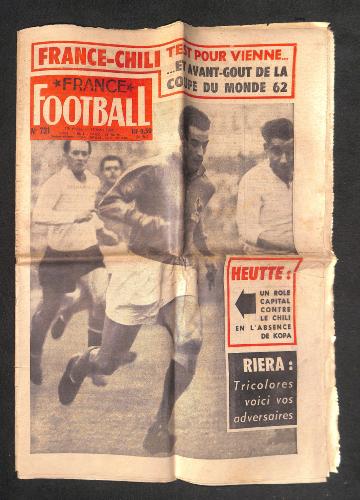 FRANCE-CHILI TEST POUR VIENNE...
...ET AVANT-GOUT DE LA
COUPE DU MONDE 62
FRANCE
FOOTBALL
N° 731
HEUTTE :
UN ROLE
CAPITAL
CONTRE
LE CHILI
EN L'ABSENCE
DE KOPA
RIERA :
Tricolores
voici vos
adversaires